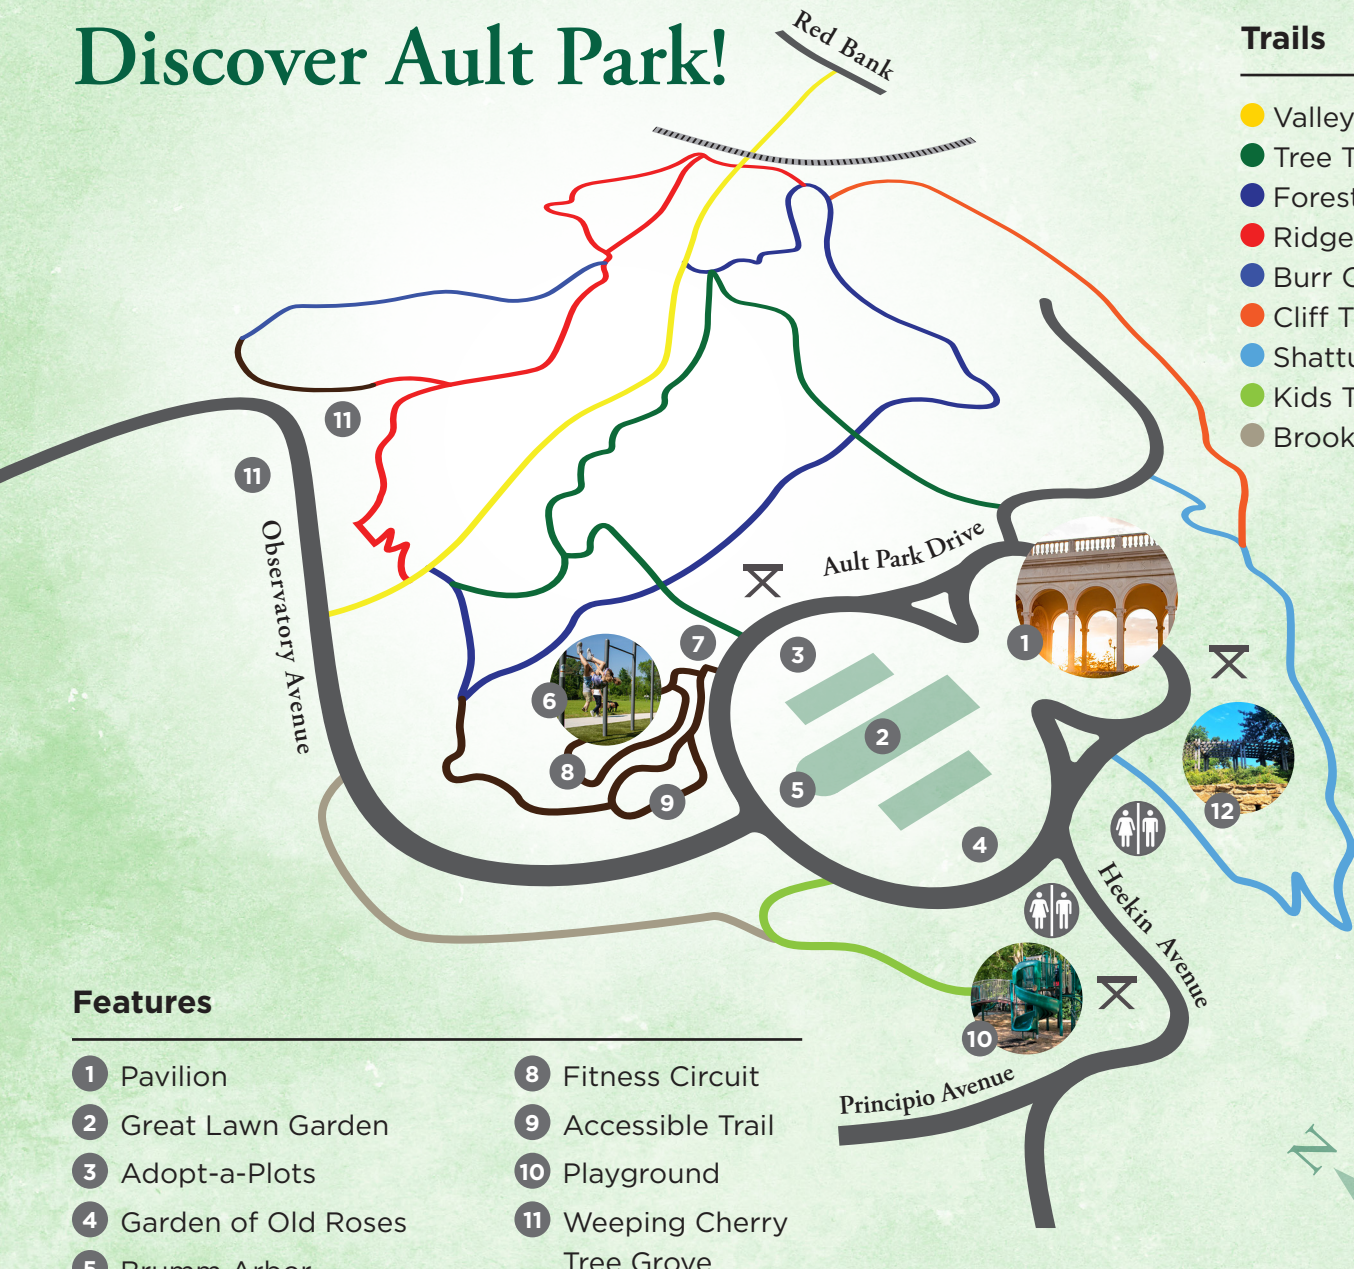 Discover Ault Park!
Red Bank
Trails
Valley
Tree T
Forest
Ridge
Burr
Cliff T
Shattu
Kids T
Brook
11
11
Observatory Avenue
Ault Park Drive
1
3
7
6
2
5
8
9
12
4
Heekin Avenue
10
Principio Avenue
N
Features
1 Pavilion
2 Great Lawn Garden
3 Adopt-a-Plots
4 Garden of Old Roses
5 Brumm Arbor
8 Fitness Circuit
9 Accessible Trail
10 Playground
11 Weeping Cherry
Tree Grove